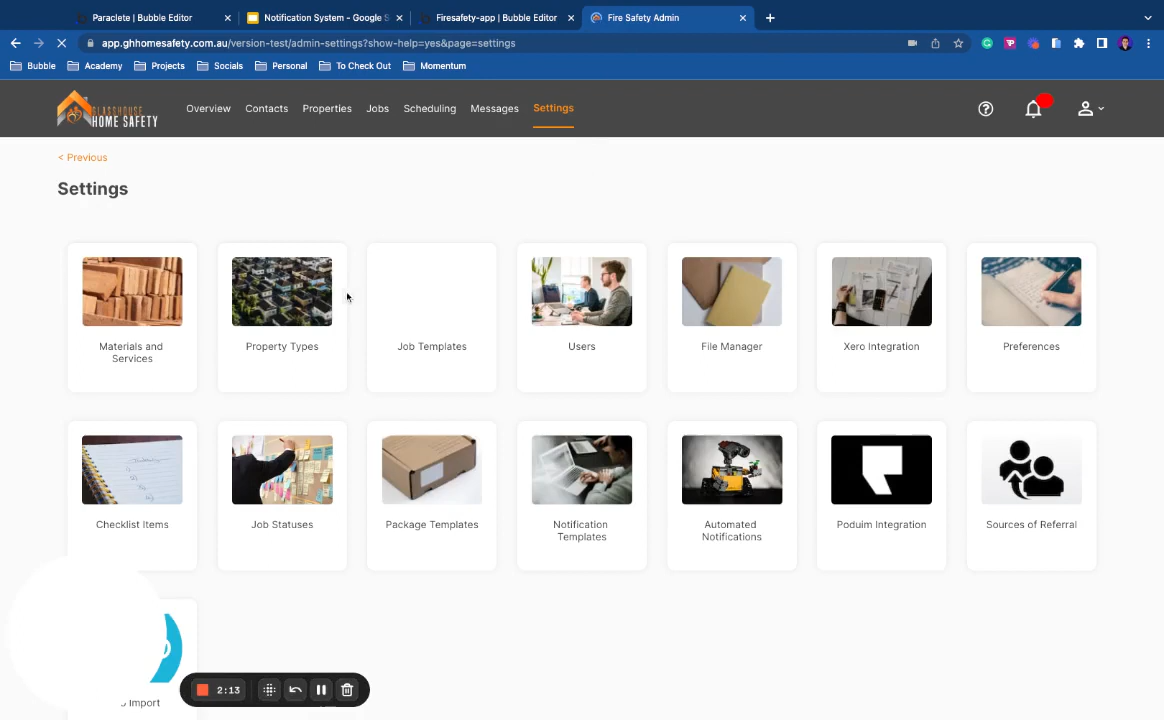 Paraclete | Bubble Editor
Notification System - Google S
Firesafety-app | Bubble Editor
Fire Safety Admin
app.ghhomesafety.com.au/version-test/admin-settings?show-help=yes&page=settings
Bubble
Academy
Projects
Socials
Personal
To Check Out
Momentum
GLASSHOUSE
HOME SAFETY
Overview
Contacts
Properties
Jobs
Scheduling
Messages
Settings
< Previous
Settings
Materials and
Services
Property Types
Job Templates
Users
File Manager
Xero Integration
Preferences
Checklist Items
Job Statuses
Package Templates
Notification
Templates
Automated
Notifications
Poduim Integration
Sources of Referral
Import
2:13